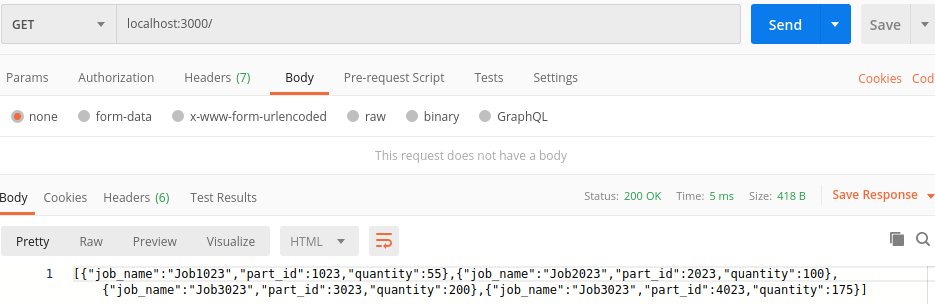 GET localhost:3000/ Send Save
Params Authorization Headers (7) Body Pre-request Script Tests Settings Cookies Cod
none form-data x-www-form-urlencoded raw binary GraphQL
This request does not have a body
Body Cookies Headers (6) Test Results Status: 200 OK Time: 5 ms Size: 418 B Save Response
Pretty Raw Preview Visualize HTML
1 [{"job_name":"Job1023","part_id":1023,"quantity":55},{"job_name":"Job2023","part_id":2023,"quantity":100},
{"job_name":"Job3023","part_id":3023,"quantity":200},{"job_name":"Job3023","part_id":4023,"quantity":175}]